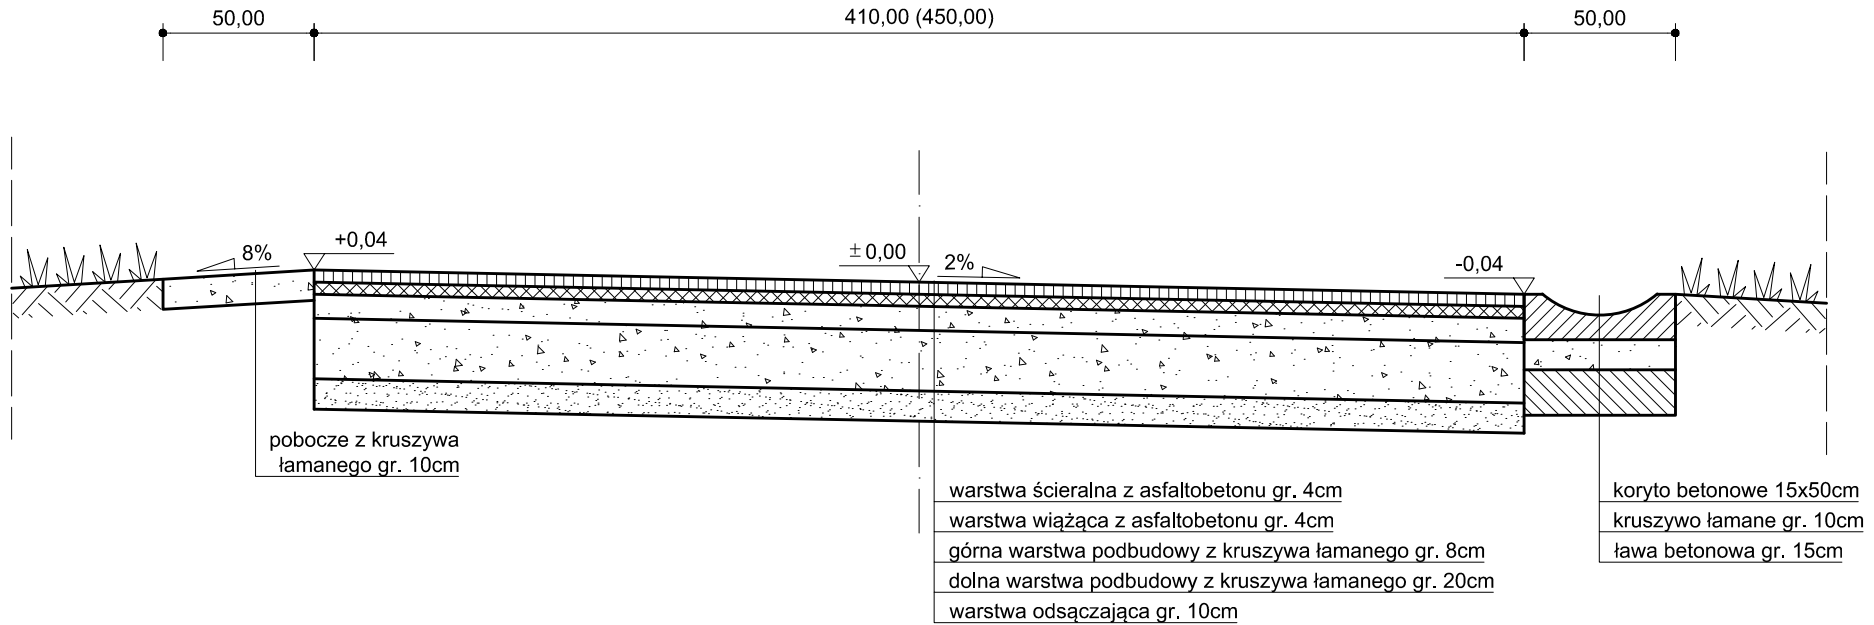 50,00
410,00 (450,00)
50,00
8%
+0,04
±0,00
2%
-0,04
pobocze z kruszywa
łamanego gr. 10cm
warstwa ścieralna z asfaltobetonu gr. 4cm
warstwa wiążąca z asfaltobetonu gr. 4cm
górna warstwa podbudowy z kruszywa łamanego gr. 8cm
dolna warstwa podbudowy z kruszywa łamanego gr. 20cm
warstwa odsączająca gr. 10cm
koryto betonowe 15x50cm
kruszywo łamane gr. 10cm
ława betonowa gr. 15cm